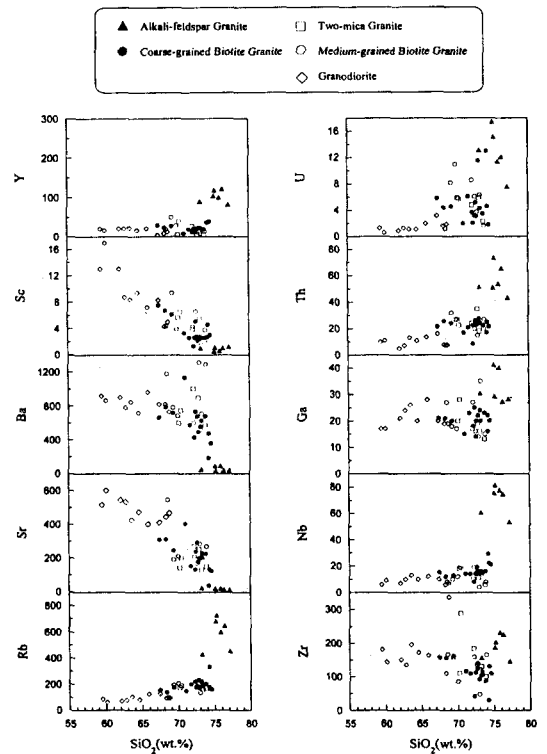 Alkali-feldspar Granite
Two-mica Granite
Coarse-grained Biotite Granite
Medium-grained Biotite Granite
Granodiorite
300
200
100
0
Y
16
12
8
4
0
Sc
1200
800
400
0
Ba
600
400
200
0
Sr
800
600
400
200
0
Rb
55 60 65 70 75 80
SiO2(wt.%)
16
12
8
4
0
U
80
60
40
20
0
Th
40
30
20
10
0
Ga
80
60
40
20
0
Nb
300
200
100
0
Zr
55 60 65 70 75 80
SiO2(wt.%)